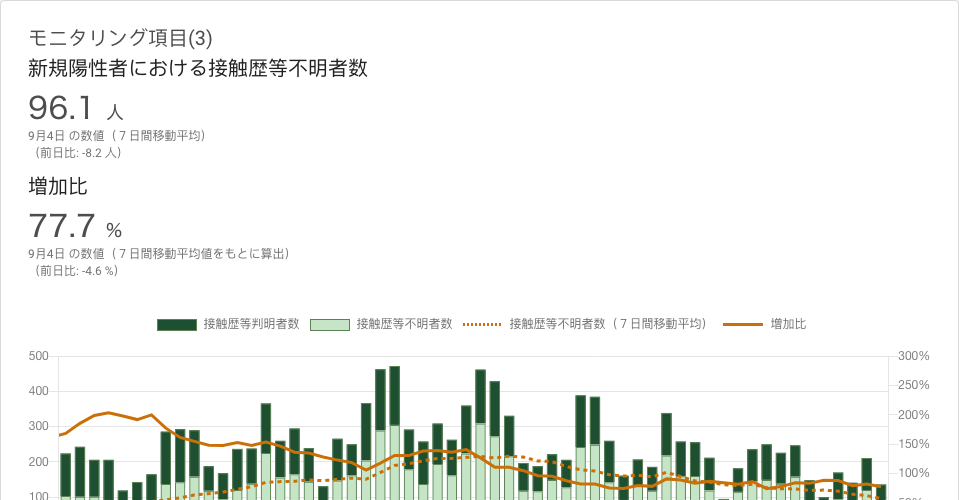 モニタリング項目(3)
新規陽性者における接触歴等不明者数
96.1 人
9月4日 の数値（７日間移動平均）
（前日比: -8.2 人）
増加比
77.7 %
9月4日 の数値（７日間移動平均値をもとに算出）
（前日比: -4.6 %）
接触歴等判明者数 接触歴等不明者数 接触歴等不明者数（７日間移動平均） 増加比
500 300%
250%
400
200%
300
150%
200
100%
100